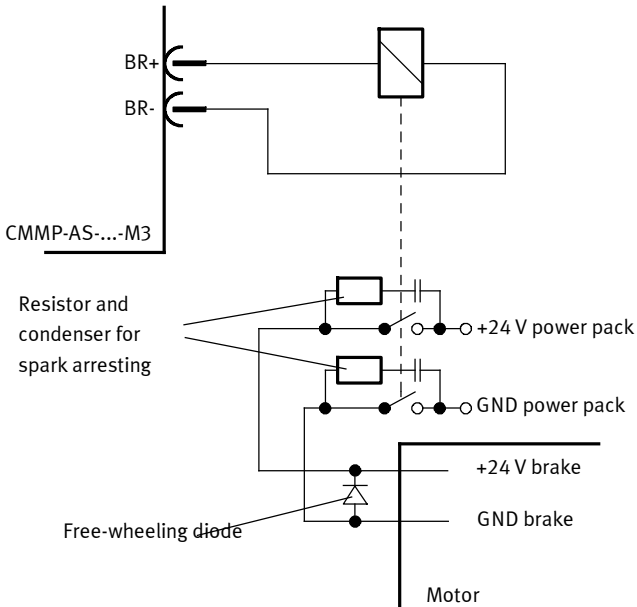 BR+
BR-
CMMP-AS-...-M3
Resistor and
condenser for
spark arresting
+24 V power pack
GND power pack
+24 V brake
GND brake
Free-wheeling diode
Motor